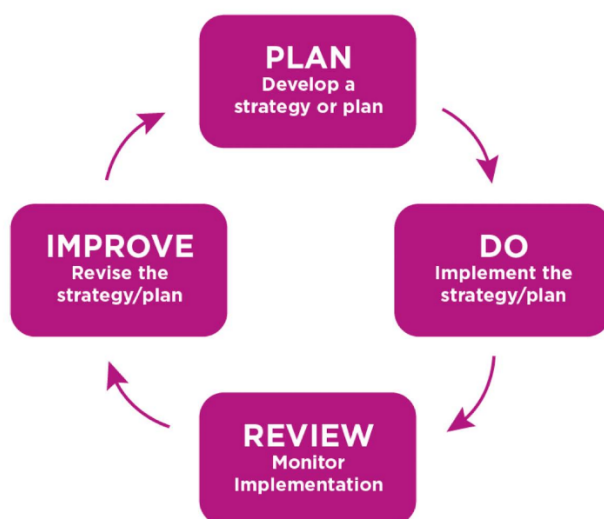 PLAN
Develop a
strategy or plan
DO
Implement the
strategy/plan
REVIEW
Monitor
Implementation
IMPROVE
Revise the
strategy/plan